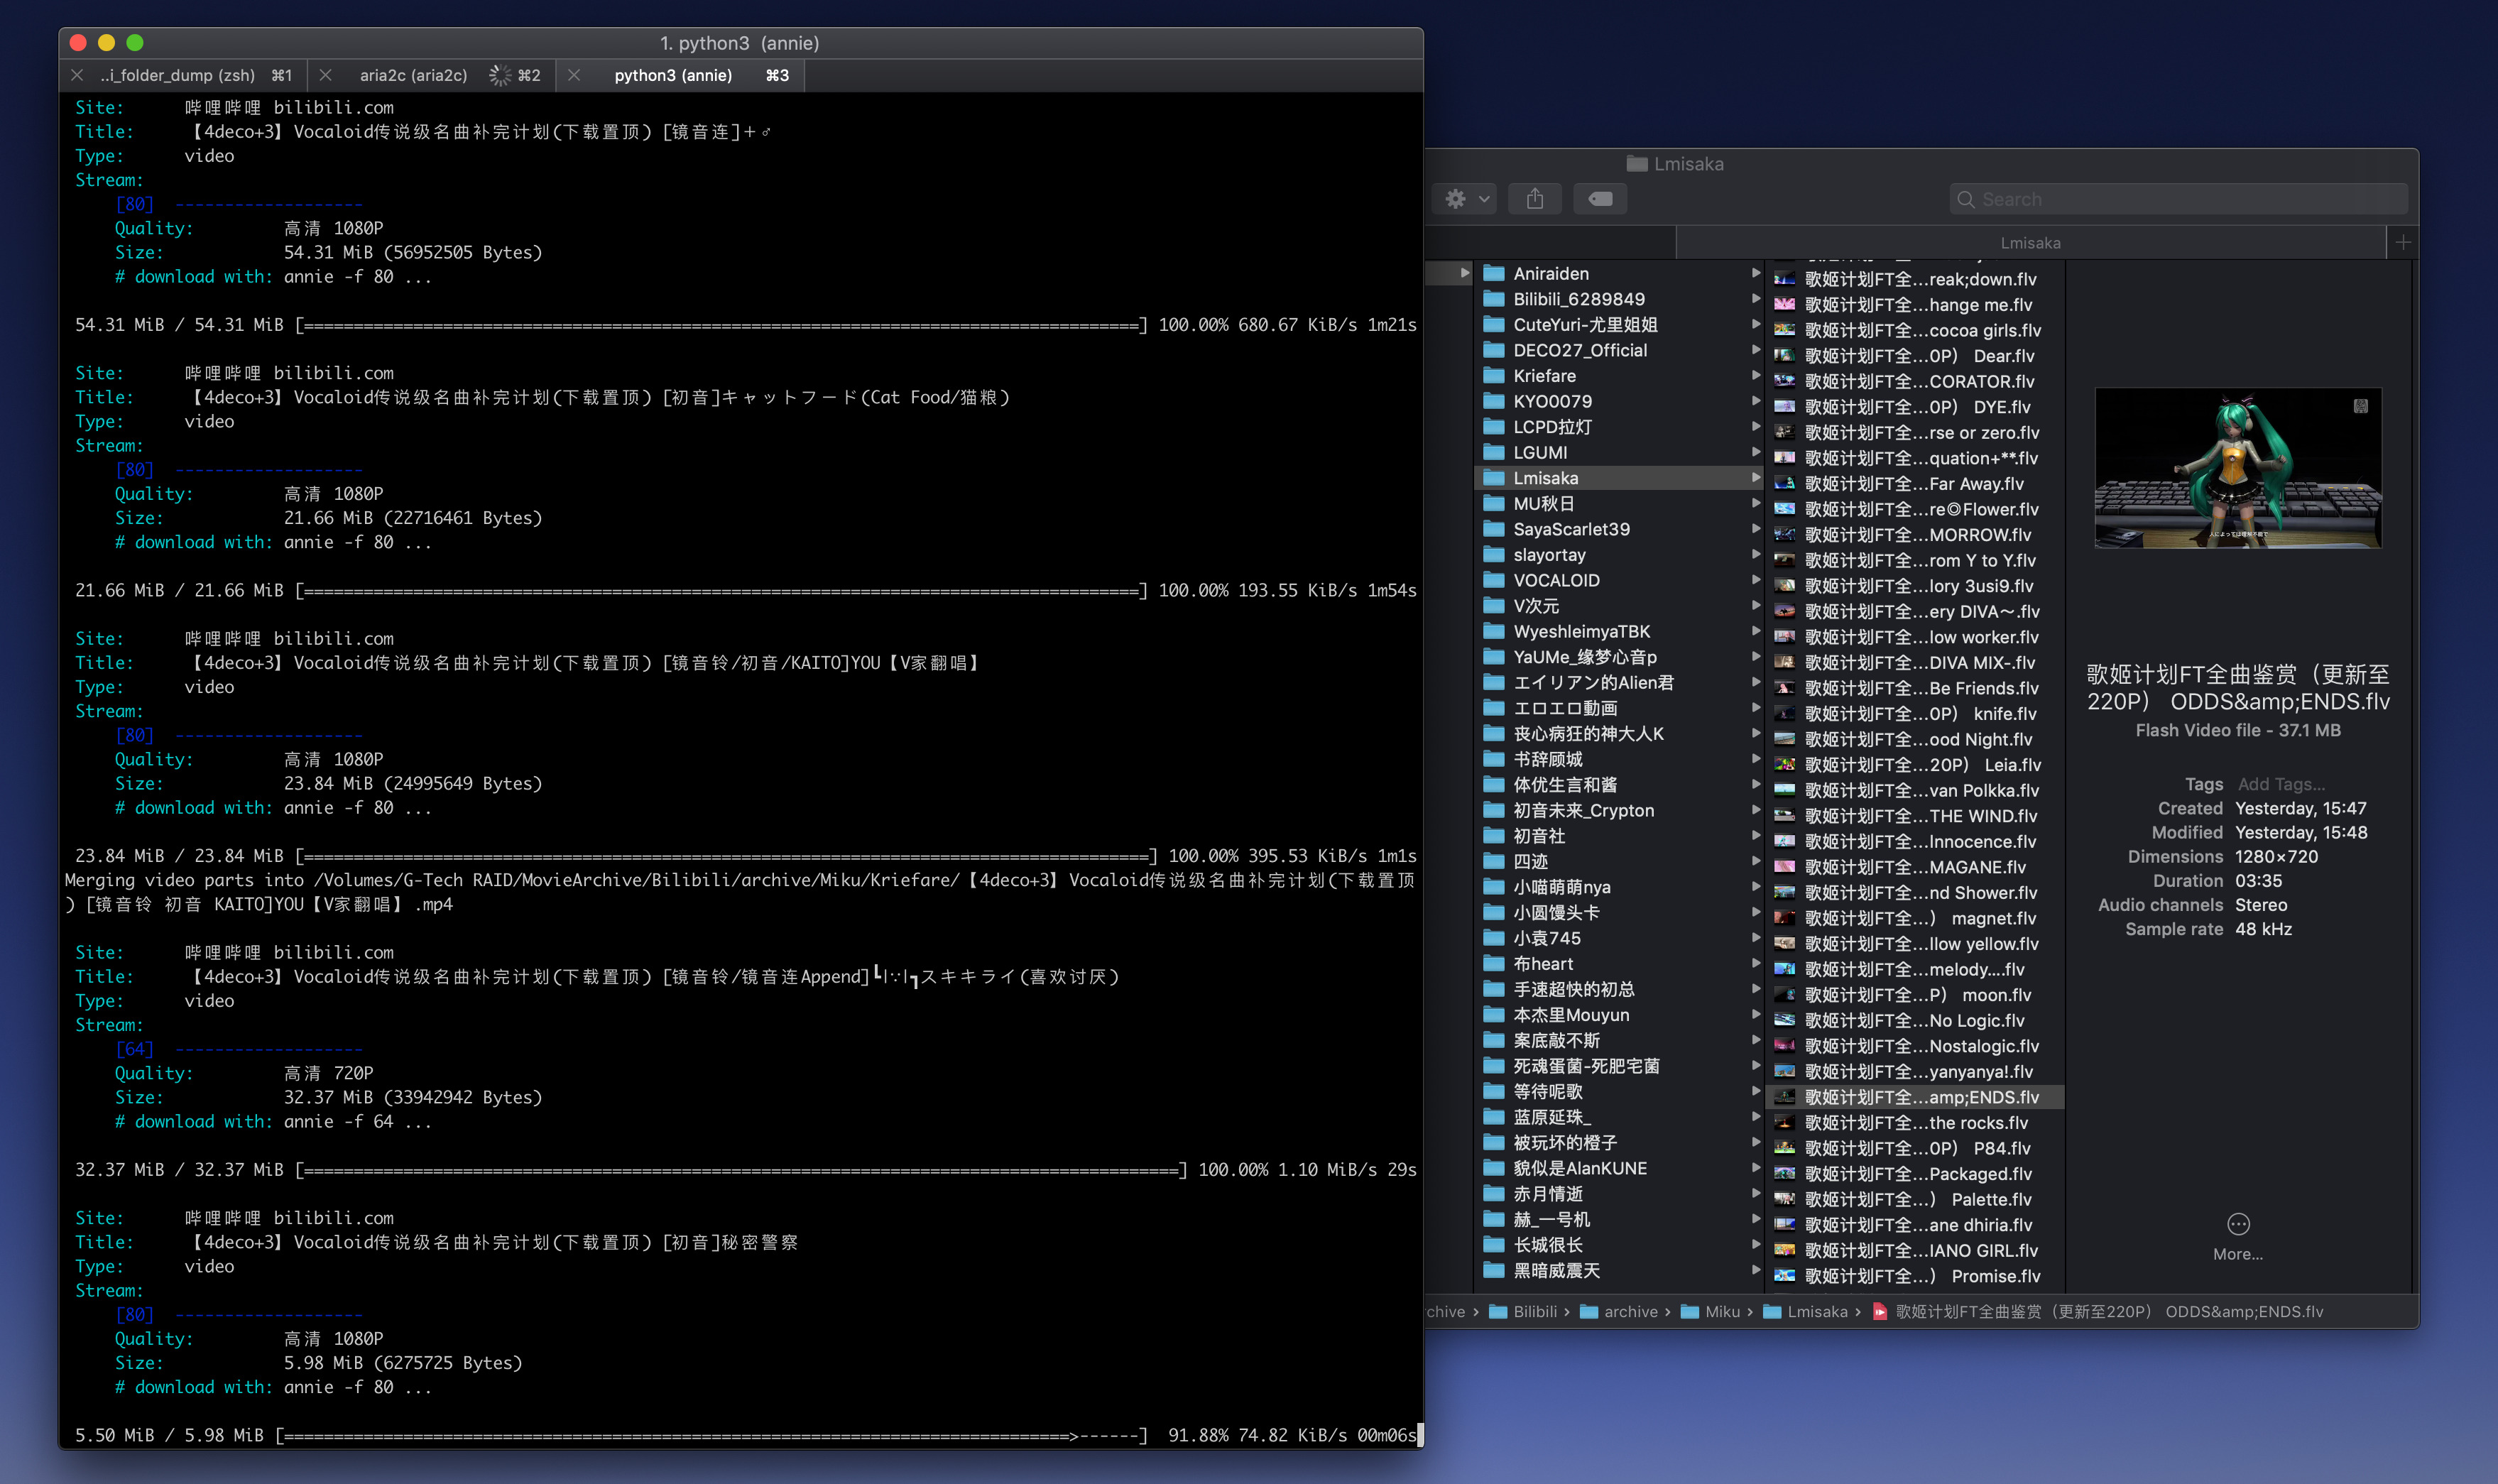 1. python3 (annie)
..i_folder_dump (zsh) ⌘1
aria2c (aria2c) ⌘2
python3 (annie) ⌘3
Site: 哔哩哔哩 bilibili.com
Title: 【4deco+3】Vocaloid传说级名曲补完计划(下载置顶) [镜音连]＋♂
Type: video
Stream:
[80] -------------------
Quality: 高清 1080P
Size: 54.31 MiB (56952505 Bytes)
# download with: annie -f 80 ...
54.31 MiB / 54.31 MiB [====================================================================================] 100.00% 680.67 KiB/s 1m21s
Site: 哔哩哔哩 bilibili.com
Title: 【4deco+3】Vocaloid传说级名曲补完计划(下载置顶) [初音]キャットフード(Cat Food/猫粮)
Type: video
Stream:
[80] -------------------
Quality: 高清 1080P
Size: 21.66 MiB (22716461 Bytes)
# download with: annie -f 80 ...
21.66 MiB / 21.66 MiB [====================================================================================] 100.00% 193.55 KiB/s 1m54s
Site: 哔哩哔哩 bilibili.com
Title: 【4deco+3】Vocaloid传说级名曲补完计划(下载置顶) [镜音铃/初音/KAITO]YOU【V家翻唱】
Type: video
Stream:
[80] -------------------
Quality: 高清 1080P
Size: 23.84 MiB (24995649 Bytes)
# download with: annie -f 80 ...
23.84 MiB / 23.84 MiB [=====================================================================================] 100.00% 395.53 KiB/s 1m1s
Merging video parts into /Volumes/G-Tech RAID/MovieArchive/Bilibili/archive/Miku/Kriefare/【4deco+3】Vocaloid传说级名曲补完计划(下载置顶
) [镜音铃 初音 KAITO]YOU【V家翻唱】.mp4
Site: 哔哩哔哩 bilibili.com
Title: 【4deco+3】Vocaloid传说级名曲补完计划(下载置顶) [镜音铃/镜音连Append]┗|∵|┓スキキライ(喜欢讨厌)
Type: video
Stream:
[64] -------------------
Quality: 高清 720P
Size: 32.37 MiB (33942942 Bytes)
# download with: annie -f 64 ...
32.37 MiB / 32.37 MiB [========================================================================================] 100.00% 1.10 MiB/s 29s
Site: 哔哩哔哩 bilibili.com
Title: 【4deco+3】Vocaloid传说级名曲补完计划(下载置顶) [初音]秘密警察
Type: video
Stream:
[80] -------------------
Quality: 高清 1080P
Size: 5.98 MiB (6275725 Bytes)
# download with: annie -f 80 ...
5.50 MiB / 5.98 MiB [===============================================================================>------] 91.88% 74.82 KiB/s 00m06s
Lmisaka
Search
Lmisaka
Aniraiden
Bilibili_6289849
CuteYuri-尤里姐姐
DECO27_Official
Kriefare
KYO0079
LCPD拉灯
LGUMI
Lmisaka
MU秋日
SayaScarlet39
slayortay
VOCALOID
V次元
WyeshleimyaTBK
YaUMe_缘梦心音p
エイリアン的Alien君
エロエロ動画
丧心病狂的神大人K
书辞顾城
体优生言和酱
初音未来_Crypton
初音社
四迹
小喵萌萌nya
小圆馒头卡
小袁745
布heart
手速超快的初总
本杰里Mouyun
案底敲不斯
死魂蛋菌-死肥宅菌
等待呢歌
蓝原延珠_
被玩坏的橙子
貌似是AlanKUNE
赤月情逝
赫_一号机
长城很长
黑暗威震天
歌姬计划FT全...reak;down.flv
歌姬计划FT全...hange me.flv
歌姬计划FT全...cocoa girls.flv
歌姬计划FT全...0P） Dear.flv
歌姬计划FT全...CORATOR.flv
歌姬计划FT全...0P） DYE.flv
歌姬计划FT全...rse or zero.flv
歌姬计划FT全...quation+**.flv
歌姬计划FT全...Far Away.flv
歌姬计划FT全...re◎Flower.flv
歌姬计划FT全...MORROW.flv
歌姬计划FT全...rom Y to Y.flv
歌姬计划FT全...lory 3usi9.flv
歌姬计划FT全...ery DIVA～.flv
歌姬计划FT全...low worker.flv
歌姬计划FT全...DIVA MIX-.flv
歌姬计划FT全...Be Friends.flv
歌姬计划FT全...0P） knife.flv
歌姬计划FT全...ood Night.flv
歌姬计划FT全...20P） Leia.flv
歌姬计划FT全...van Polkka.flv
歌姬计划FT全...THE WIND.flv
歌姬计划FT全...Innocence.flv
歌姬计划FT全...MAGANE.flv
歌姬计划FT全...nd Shower.flv
歌姬计划FT全...） magnet.flv
歌姬计划FT全...llow yellow.flv
歌姬计划FT全...melody....flv
歌姬计划FT全...P） moon.flv
歌姬计划FT全...No Logic.flv
歌姬计划FT全...Nostalogic.flv
歌姬计划FT全...yanyanya!.flv
歌姬计划FT全...amp;ENDS.flv
歌姬计划FT全...the rocks.flv
歌姬计划FT全...0P） P84.flv
歌姬计划FT全...Packaged.flv
歌姬计划FT全...） Palette.flv
歌姬计划FT全...ane dhiria.flv
歌姬计划FT全...IANO GIRL.flv
歌姬计划FT全...） Promise.flv
歌姬计划FT全曲鉴赏（更新至
220P） ODDS&amp;ENDS.flv
Flash Video file - 37.1 MB
Tags Add Tags...
Created Yesterday, 15:47
Modified Yesterday, 15:48
Dimensions 1280×720
Duration 03:35
Audio channels Stereo
Sample rate 48 kHz
More...
chive › Bilibili › archive › Miku › Lmisaka › 歌姬计划FT全曲鉴赏（更新至220P） ODDS&amp;ENDS.flv